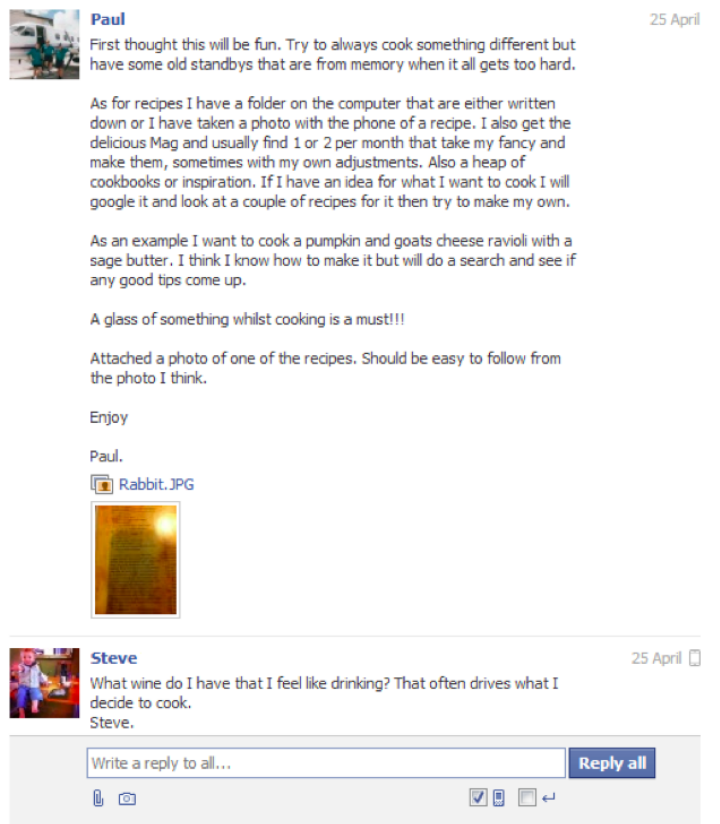 Paul
25 April
First thought this will be fun. Try to always cook something different but
have some old standbys that are from memory when it all gets too hard.
As for recipes I have a folder on the computer that are either written
down or I have taken a photo with the phone of a recipe. I also get the
delicious Mag and usually find 1 or 2 per month that take my fancy and
make them, sometimes with my own adjustments. Also a heap of
cookbooks or inspiration. If I have an idea for what I want to cook I will
google it and look at a couple of recipes for it then try to make my own.
As an example I want to cook a pumpkin and goats cheese ravioli with a
sage butter. I think I know how to make it but will do a search and see if
any good tips come up.
A glass of something whilst cooking is a must!!!
Attached a photo of one of the recipes. Should be easy to follow from
the photo I think.
Enjoy
Paul.
Rabbit.JPG
Steve
25 April
What wine do I have that I feel like drinking? That often drives what I
decide to cook.
Steve.
Write a reply to all...
Reply all